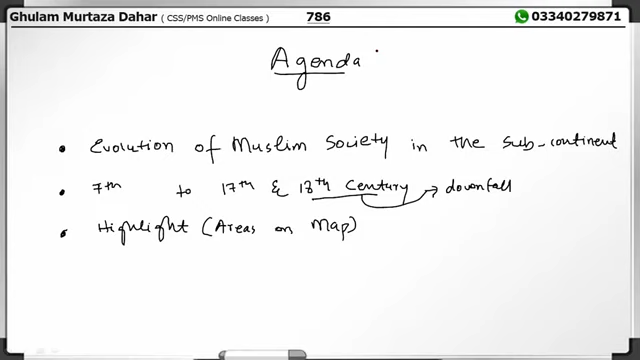 Ghulam Murtaza Dahar ( CSS/PMS Online Classes ) 786 03340279871
Agenda
• Evolution of Muslim Society in the Sub-continent
• 7th to 17th & 18th Century → downfall
• Highlight (Areas on Map)